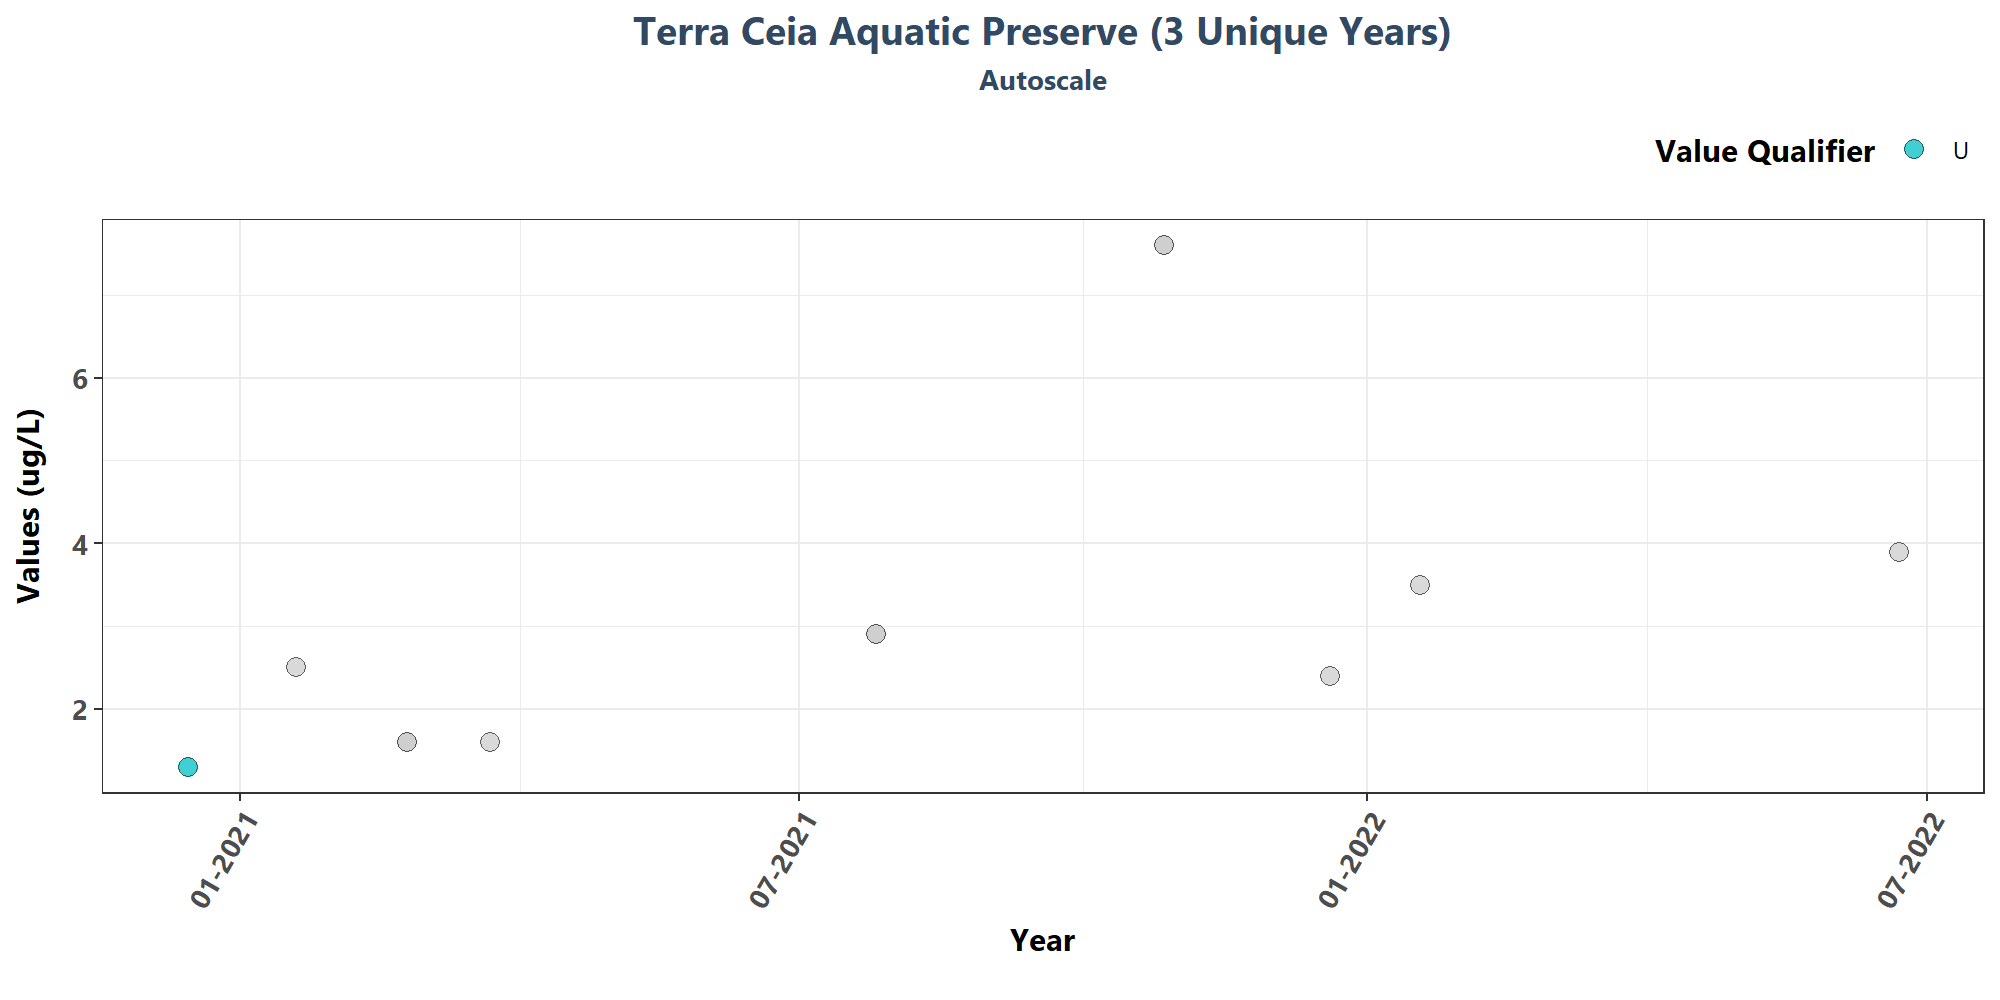 Terra Ceia Aquatic Preserve (3 Unique Years)
Autoscale
Value Qualifier U
Values (ug/L)
6
4
2
01-2021
07-2021
01-2022
07-2022
Year